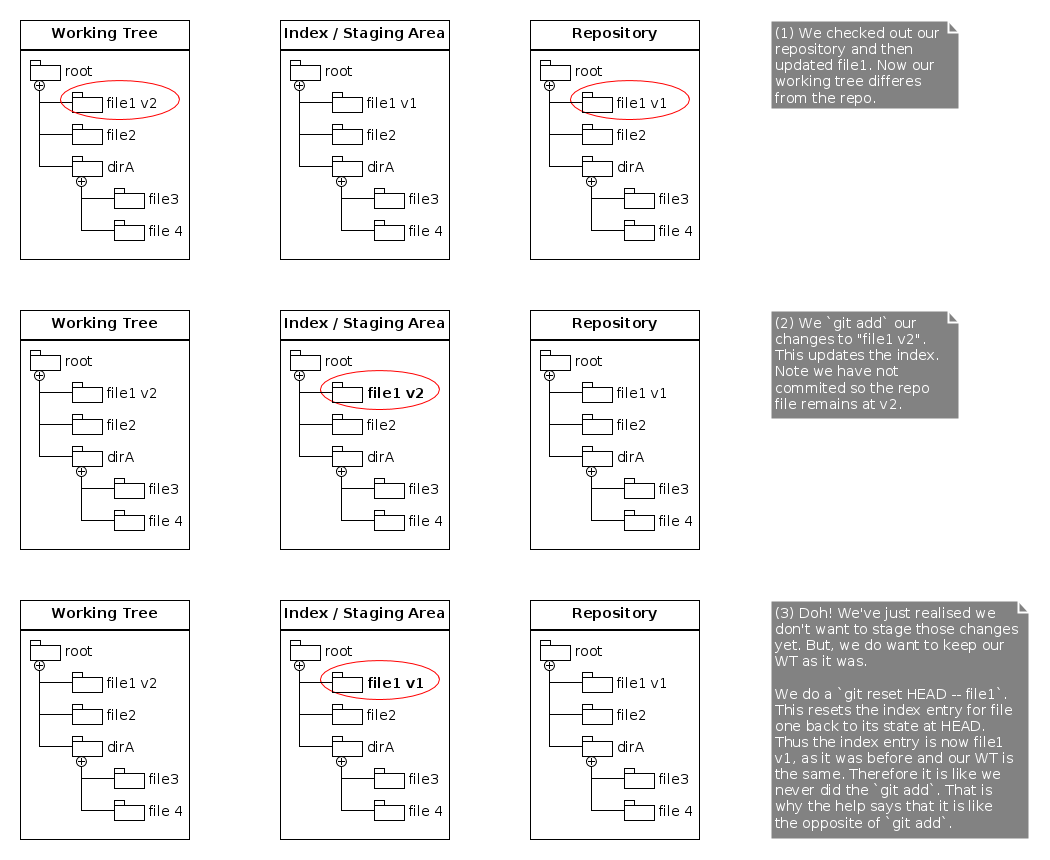 Working Tree
root
file1 v2
file2
dirA
file3
file 4
Index / Staging Area
root
file1 v1
file2
dirA
file3
file 4
Repository
root
file1 v1
file2
dirA
file3
file 4
(1) We checked out our
repository and then
updated file1. Now our
working tree differes
from the repo.
Working Tree
root
file1 v2
file2
dirA
file3
file 4
Index / Staging Area
root
file1 v2
file2
dirA
file3
file 4
Repository
root
file1 v1
file2
dirA
file3
file 4
(2) We `git add` our
changes to "file1 v2".
This updates the index.
Note we have not
commited so the repo
file remains at v2.
Working Tree
root
file1 v2
file2
dirA
file3
file 4
Index / Staging Area
root
file1 v1
file2
dirA
file3
file 4
Repository
root
file1 v1
file2
dirA
file3
file 4
(3) Doh! We've just realised we
don't want to stage those changes
yet. But, we do want to keep our
WT as it was.
We do a `git reset HEAD -- file1`.
This resets the index entry for file
one back to its state at HEAD.
Thus the index entry is now file1
v1, as it was before and our WT is
the same. Therefore it is like we
never did the `git add`. That is
why the help says that it is like
the opposite of `git add`.